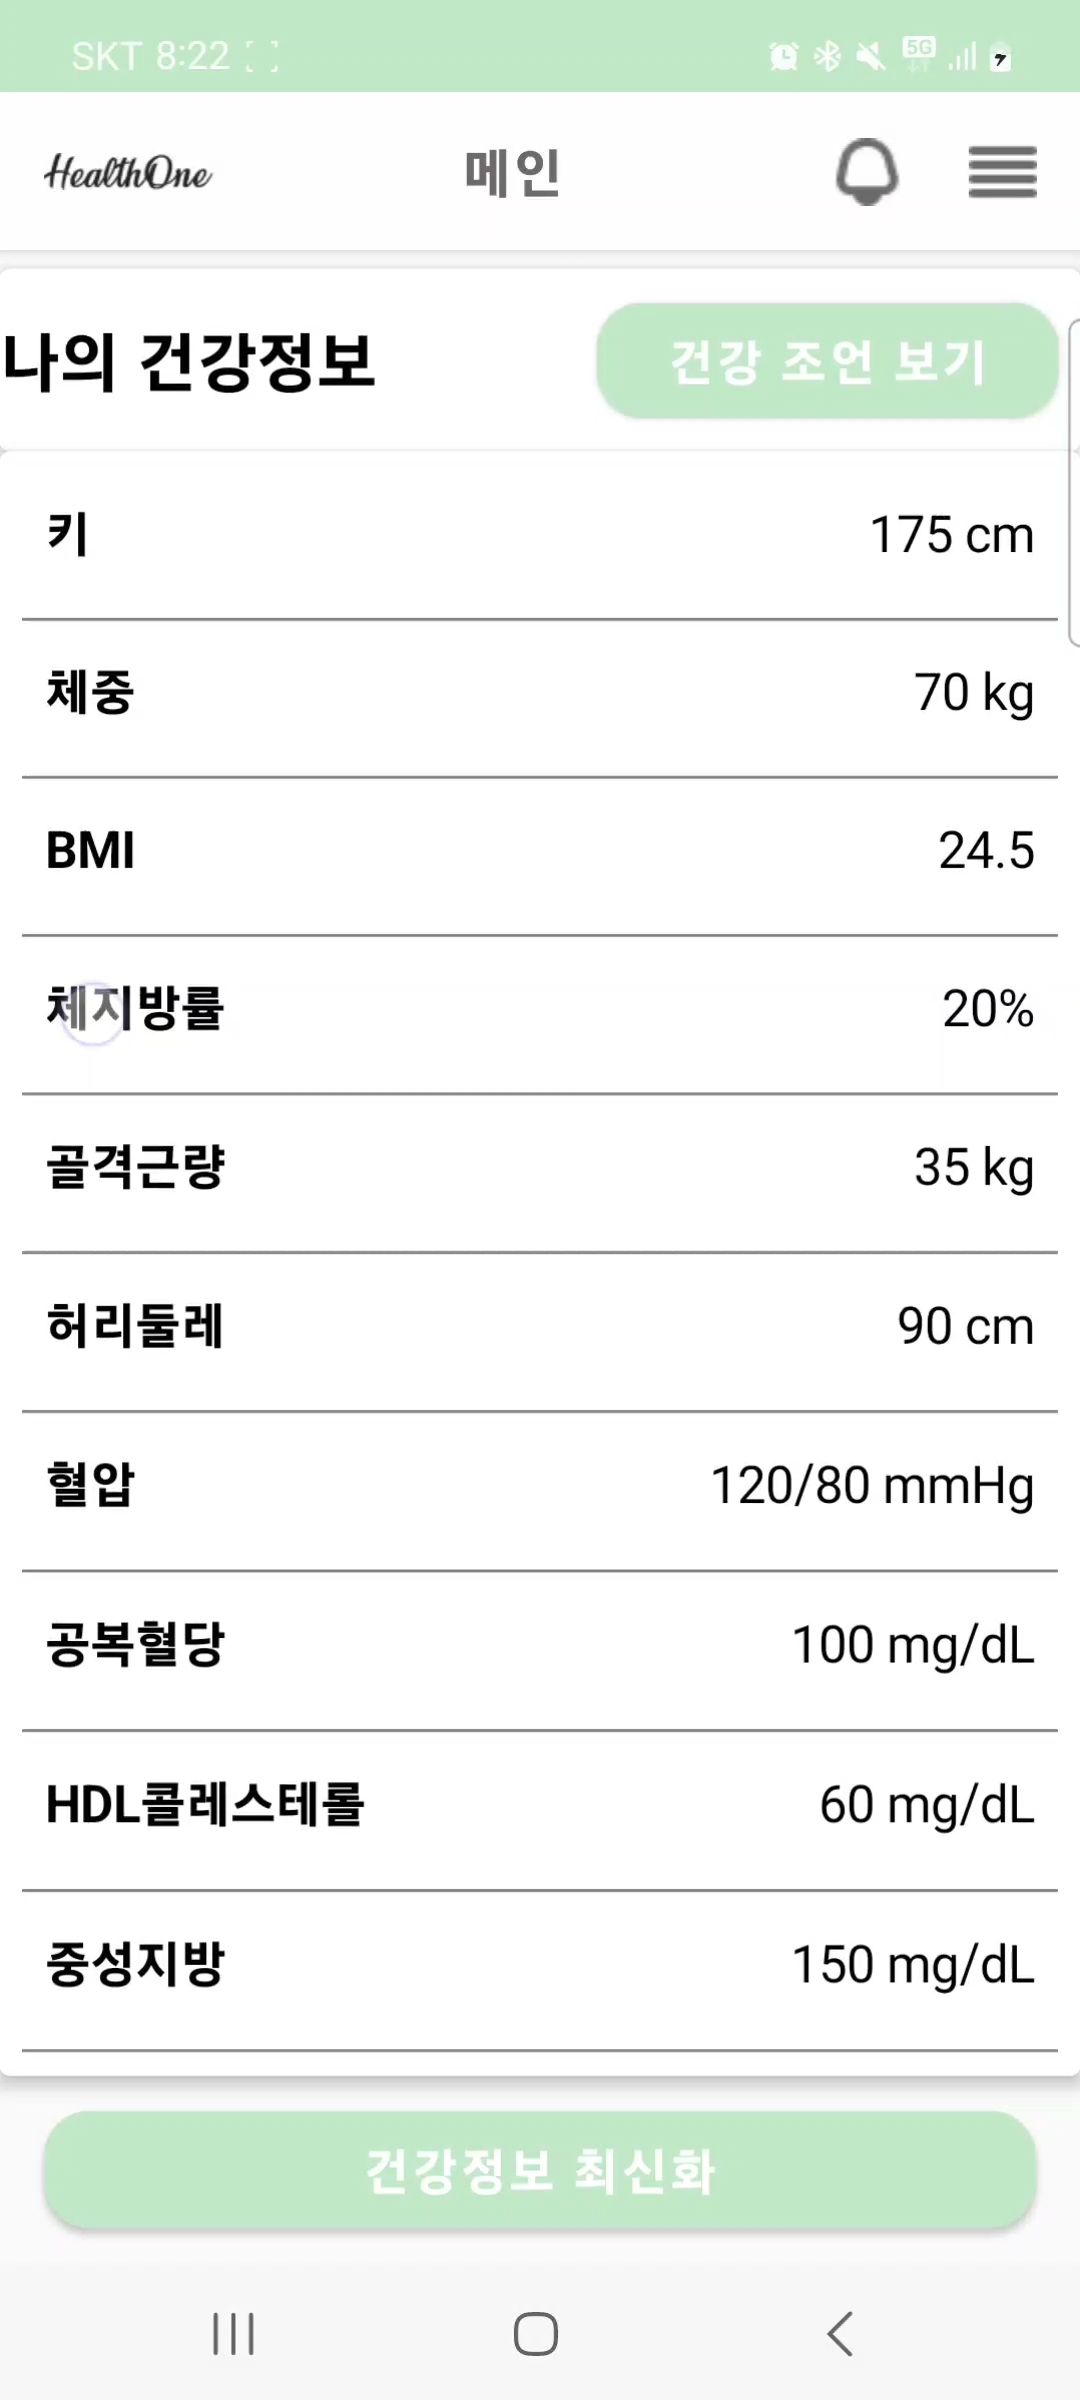 SKT 8:22
5G
HealthOne
메인
나의 건강정보
건강 조언 보기
키 175 cm
체중 70 kg
BMI 24.5
체지방률 20%
골격근량 35 kg
허리둘레 90 cm
혈압 120/80 mmHg
공복혈당 100 mg/dL
HDL콜레스테롤 60 mg/dL
중성지방 150 mg/dL
건강정보 최신화